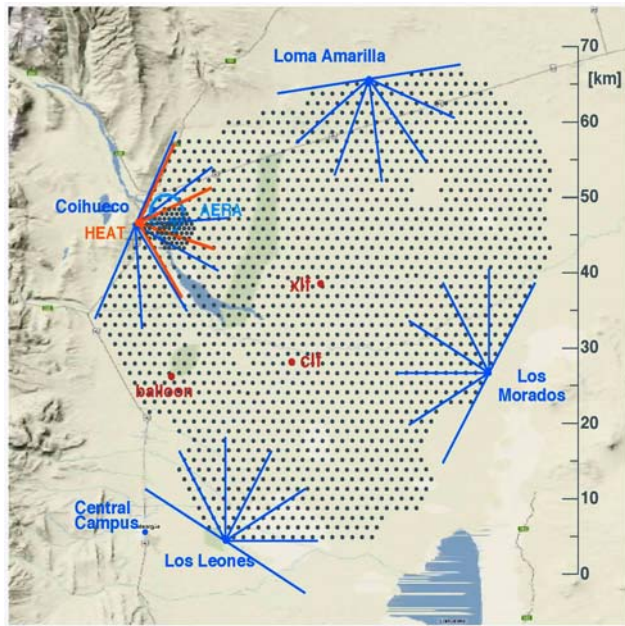 Loma Amarilla
70
[km]
60
Coihueco
AERA
50
HEAT
40
xlf
30
clf
balloon
Los
Morados
20
Central
Campus
10
Los Leones
0